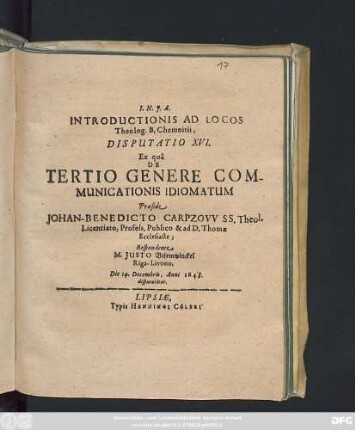 17
I. N. J. A.
INTRODUCTIONIS AD LOCOS
Theolog. B. Chemnitii,
DISPUTATIO XVI.
Ex quâ
DE
TERTIO GENERE COM-
MUNICATIONIS IDIOMATUM
Præside
JOHAN-BENEDICTO CARPZOVV SS. Theol.
Licentiato, Profess. Publico & ad D. Thomæ
Ecclesiaste,
Respondente
M. JUSTO
Riga-Livono.
Die 14. Decembris, Anni 1648.
disputabitur.
LIPSIÆ,
Typis HENNINGI CÖLERI
DFG